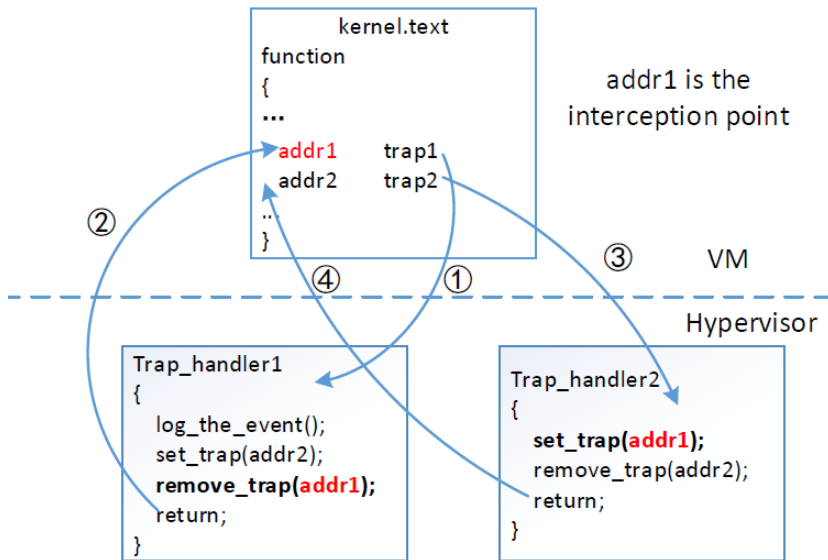 kernel.text
function
{
...
addr1 trap1
addr2 trap2
...
}
addr1 is the
interception point
②
①
④
③
VM
Hypervisor
Trap_handler1
{
log_the_event();
set_trap(addr2);
remove_trap(addr1);
return;
}
Trap_handler2
{
set_trap(addr1);
remove_trap(addr2);
return;
}